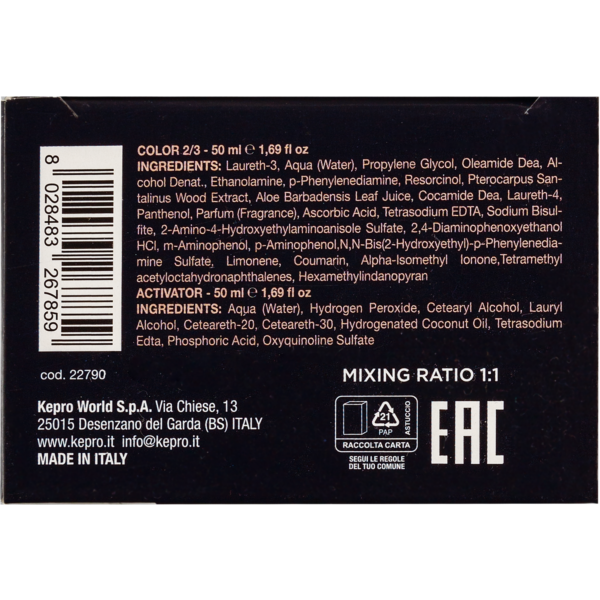 COLOR 2/3 - 50 ml ℮ 1,69 fl oz
INGREDIENTS: Laureth-3, Aqua (Water), Propylene Glycol, Oleamide Dea, Al-
cohol Denat., Ethanolamine, p-Phenylenediamine, Resorcinol, Pterocarpus San-
talinus Wood Extract, Aloe Barbadensis Leaf Juice, Cocamide Dea, Laureth-4,
Panthenol, Parfum (Fragrance), Ascorbic Acid, Tetrasodium EDTA, Sodium Bisul-
fite, 2-Amino-4-Hydroxyethylaminoanisole Sulfate, 2,4-Diaminophenoxyethanol
HCl, m-Aminophenol, p-Aminophenol,N,N-Bis(2-Hydroxyethyl)-p-Phenylenedia-
mine Sulfate, Limonene, Coumarin, Alpha-Isomethyl Ionone,Tetramethyl
acetyloctahydronaphthalenes, Hexamethylindanopyran
ACTIVATOR - 50 ml ℮ 1,69 fl oz
INGREDIENTS: Aqua (Water), Hydrogen Peroxide, Cetearyl Alcohol, Lauryl
Alcohol, Ceteareth-20, Ceteareth-30, Hydrogenated Coconut Oil, Tetrasodium
Edta, Phosphoric Acid, Oxyquinoline Sulfate
8 028483 267859
cod. 22790
MIXING RATIO 1:1
Kepro World S.p.A. Via Chiese, 13
25015 Desenzano del Garda (BS) ITALY
www.kepro.it info@kepro.it
MADE IN ITALY
21
PAP
ASTUCCIO
RACCOLTA CARTA
SEGUI LE REGOLE
DEL TUO COMUNE
EAC